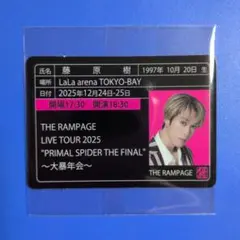 氏名 藤原 樹 1997年 10月 20日 生
場所 LaLa arena TOKYO-BAY
日付 2025年12月24日-25日
開場17:30 開演18:30
THE RAMPAGE
LIVE TOUR 2025
"PRIMAL SPIDER THE FINAL"
～大暴年会～
THE RAMPAGE